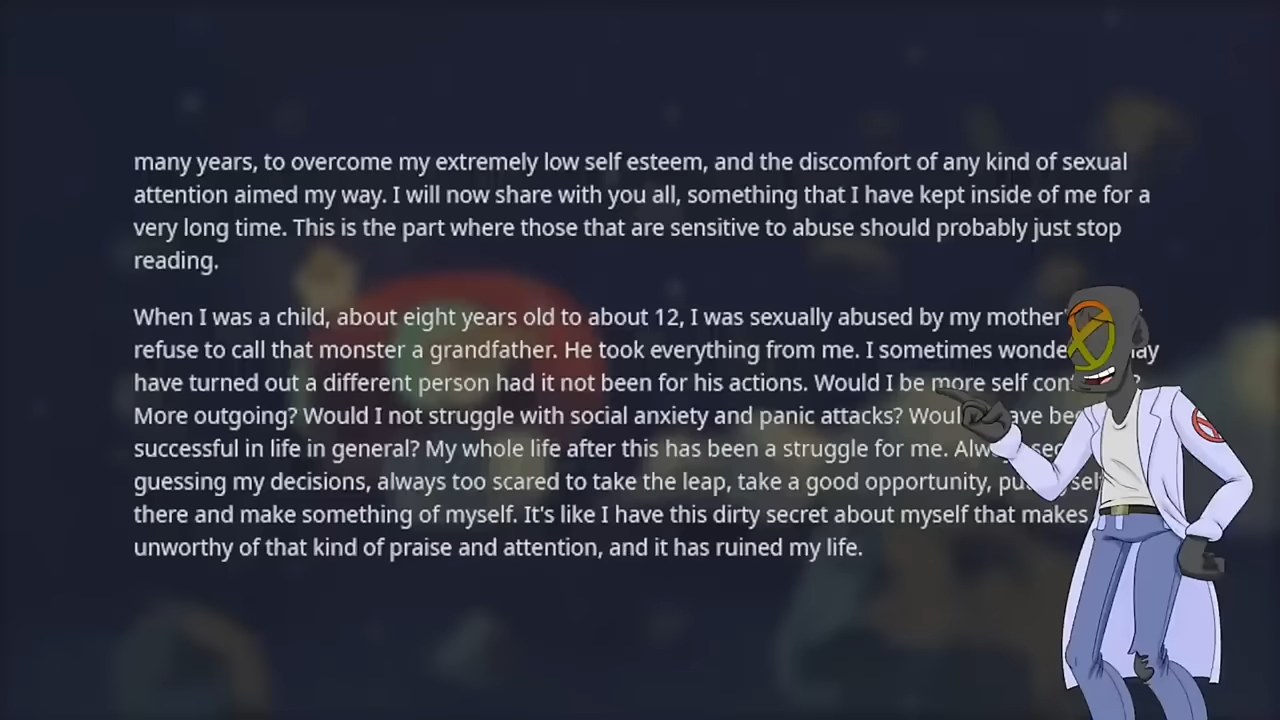 many years, to overcome my extremely low self esteem, and the discomfort of any kind of sexual
attention aimed my way. I will now share with you all, something that I have kept inside of me for a
very long time. This is the part where those that are sensitive to abuse should probably just stop
reading.
When I was a child, about eight years old to about 12, I was sexually abused by my
refuse to call that monster a grandfather. He took everything from me. I sometimes
have turned out a different person had it not been for his actions. Would I be more self
More outgoing? Would I not struggle with social anxiety and panic attacks?
successful in life in general? My whole life after this has been a struggle for me.
guessing my decisions, always too scared to take the leap, take a good opportunity,
there and make something of myself. It's like I have this dirty secret about myself that makes
unworthy of that kind of praise and attention, and it has ruined my life.